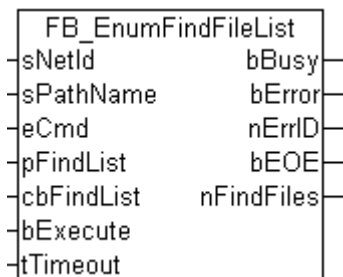 FB_EnumFindFileList
sNetId bBusy
sPathName bError
eCmd nErrID
pFindList bEOE
cbFindList nFindFiles
bExecute
tTimeout